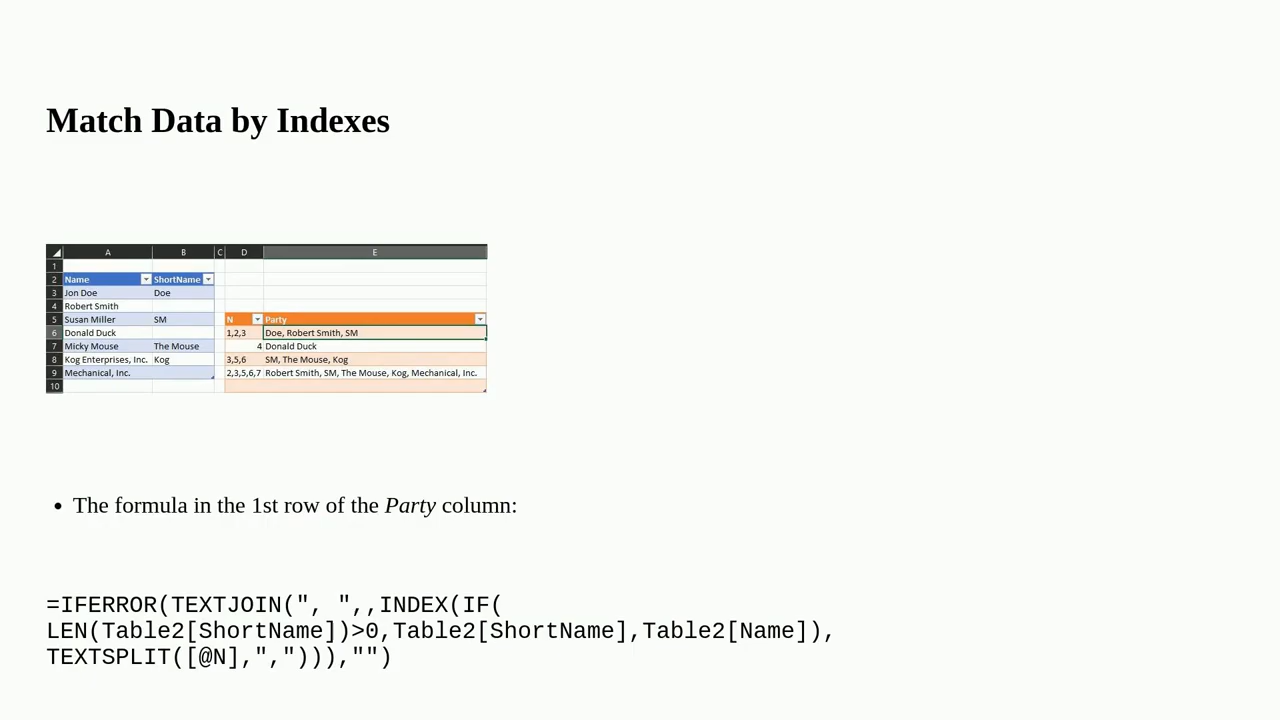 Match Data by Indexes
A B C D E
1
2 Name ShortName
3 Jon Doe Doe
4 Robert Smith
5 Susan Miller SM N Party
6 Donald Duck 1,2,3 Doe, Robert Smith, SM
7 Micky Mouse The Mouse 4 Donald Duck
8 Kog Enterprises, Inc. Kog 3,5,6 SM, The Mouse, Kog
9 Mechanical, Inc. 2,3,5,6,7 Robert Smith, SM, The Mouse, Kog, Mechanical, Inc.
10
• The formula in the 1st row of the Party column:
=IFERROR(TEXTJOIN(", ",,INDEX(IF(
LEN(Table2[ShortName])>0,Table2[ShortName],Table2[Name]),
TEXTSPLIT([@N],","))),"")